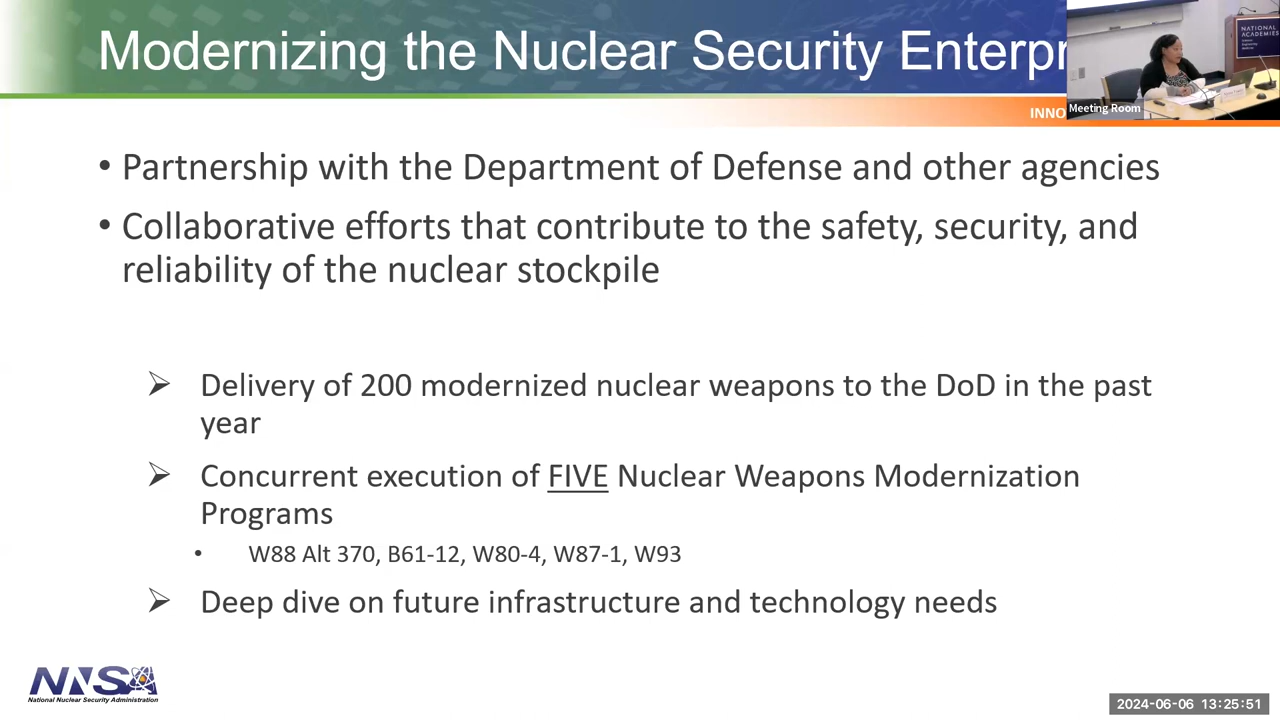 Modernizing the Nuclear Security Enterpr
INNO
Meeting Room
NATIONAL
ACADEMIES
• Partnership with the Department of Defense and other agencies
• Collaborative efforts that contribute to the safety, security, and
reliability of the nuclear stockpile
➢ Delivery of 200 modernized nuclear weapons to the DoD in the past
year
➢ Concurrent execution of FIVE Nuclear Weapons Modernization
Programs
• W88 Alt 370, B61-12, W80-4, W87-1, W93
➢ Deep dive on future infrastructure and technology needs
NNSA
National Nuclear Security Administration
2024-06-06 13:25:51